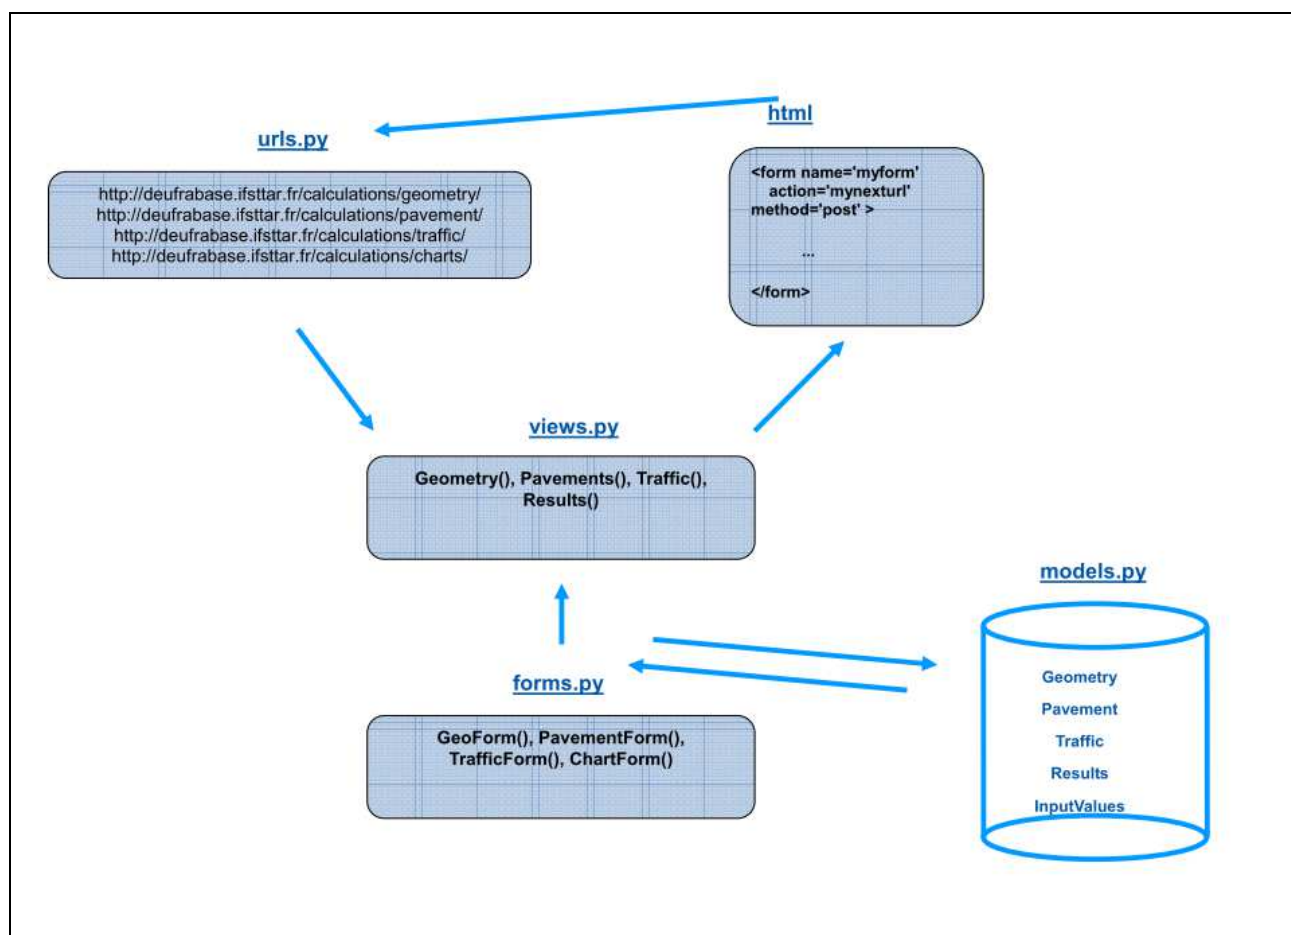 html
urls.py
http://deufrabase.ifsttar.fr/calculations/geometry/
http://deufrabase.ifsttar.fr/calculations/pavement/
http://deufrabase.ifsttar.fr/calculations/traffic/
http://deufrabase.ifsttar.fr/calculations/charts/
<form name='myform'
action='mynexturl'
method='post' >
...
</form>
views.py
Geometry(), Pavements(), Traffic(),
Results()
forms.py
GeoForm(), PavementForm(),
TrafficForm(), ChartForm()
models.py
Geometry
Pavement
Traffic
Results
InputValues